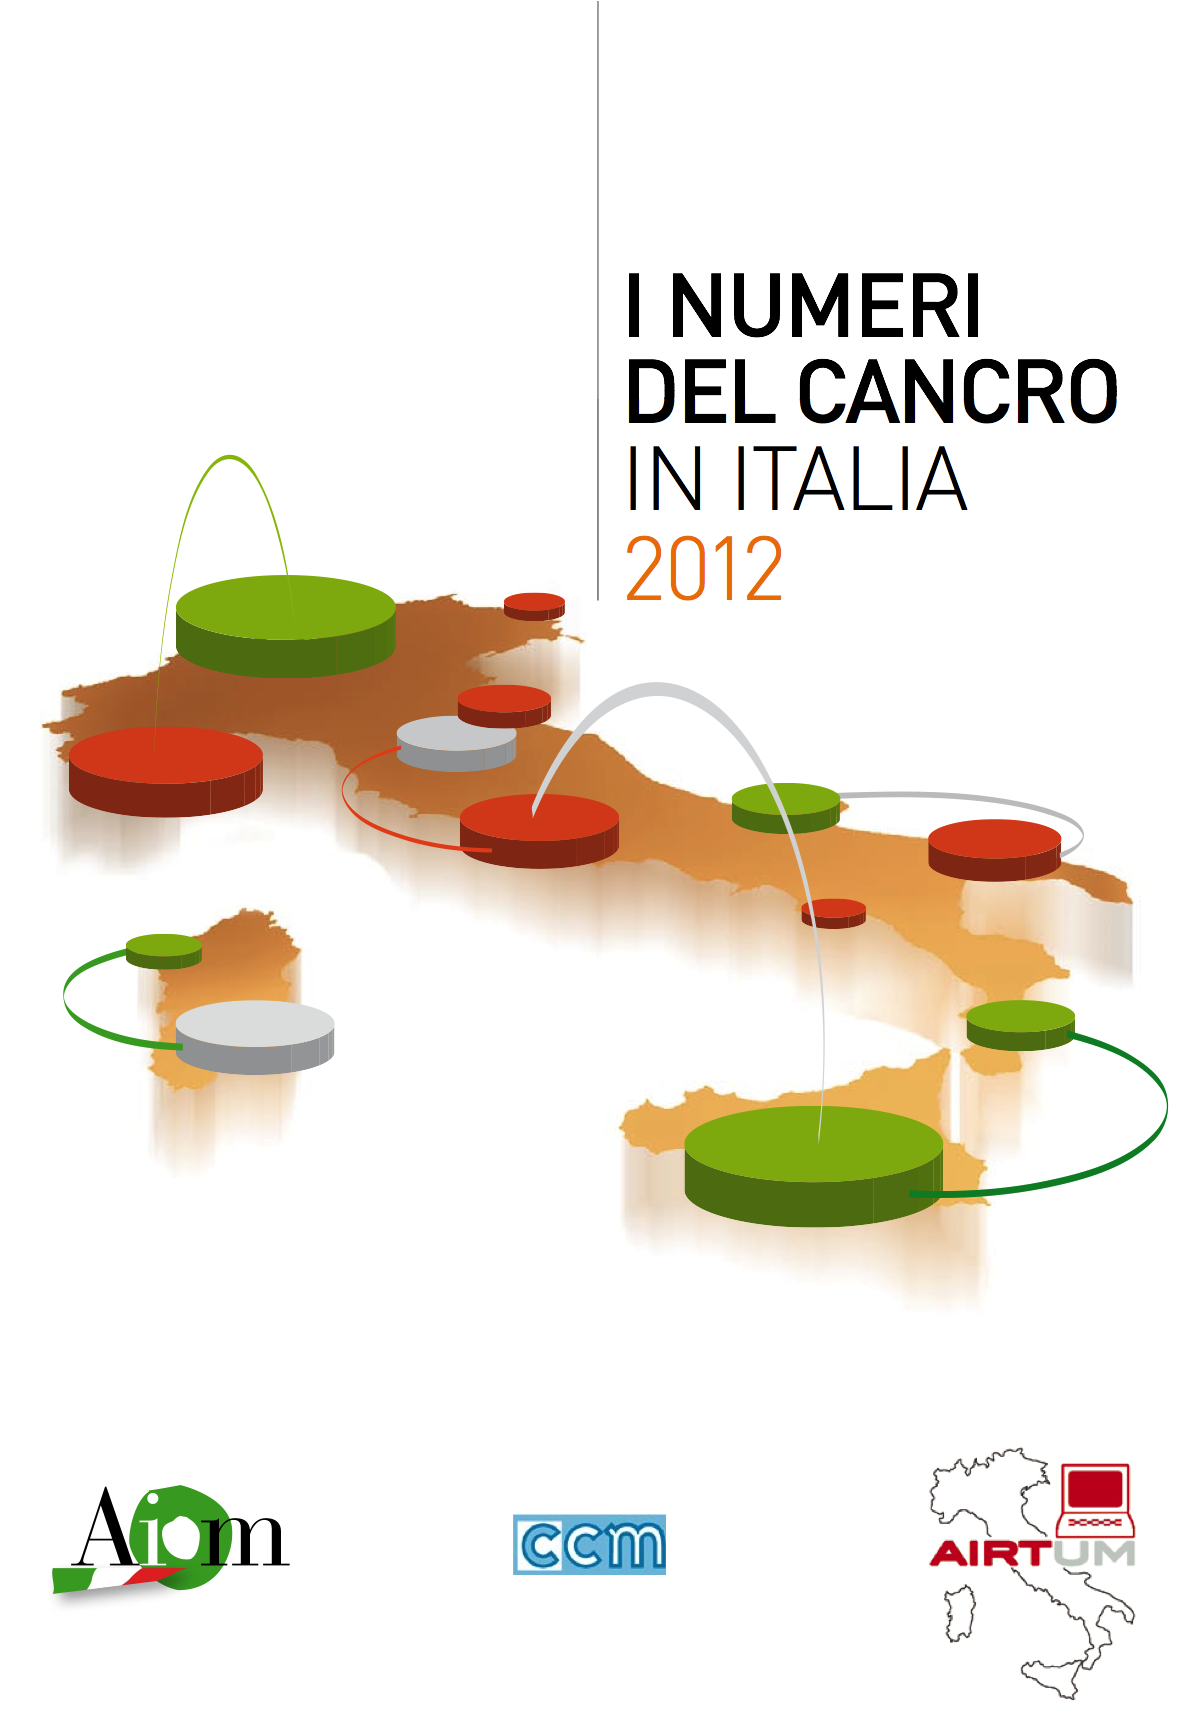 I NUMERI
DEL CANCRO
IN ITALIA
2012
Aiom
ccm
AIRTUM